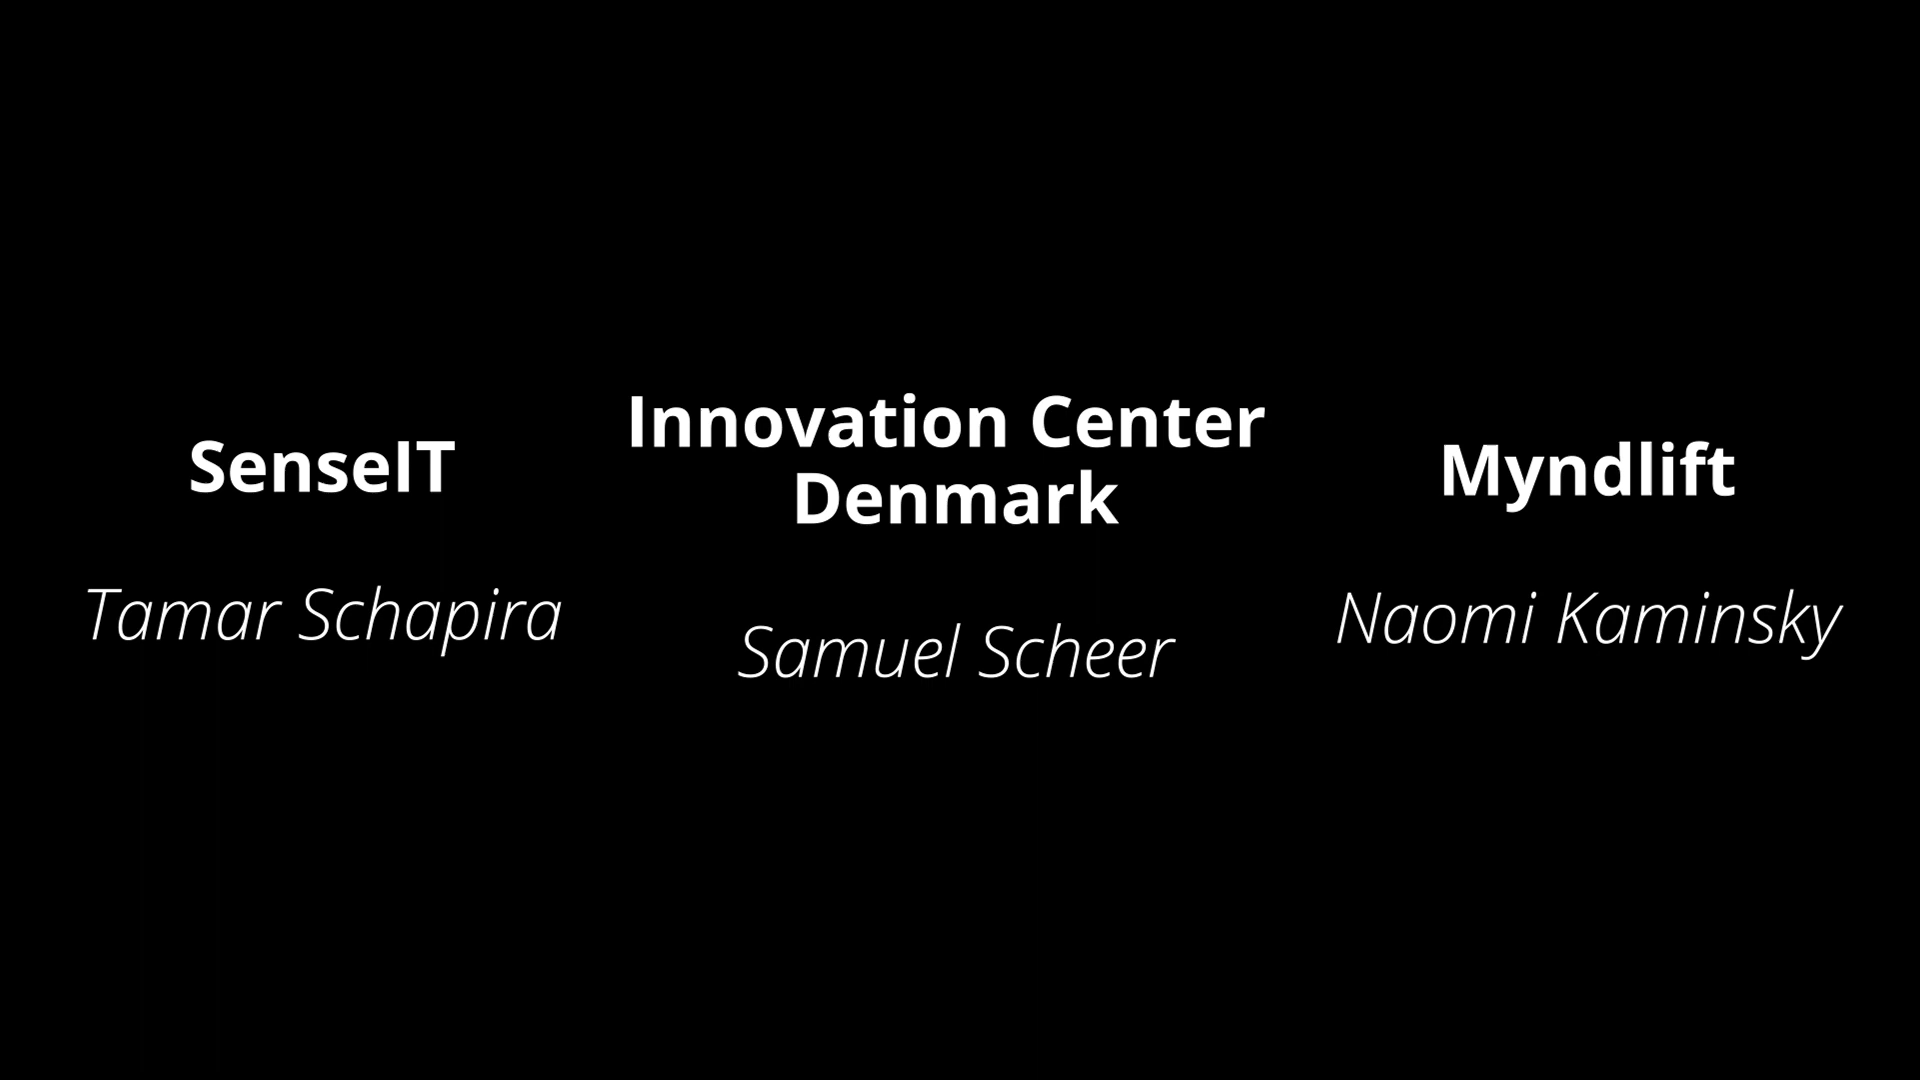 SenseIT
Tamar Schapira
Innovation Center
Denmark
Samuel Scheer
Myndlift
Naomi Kaminsky